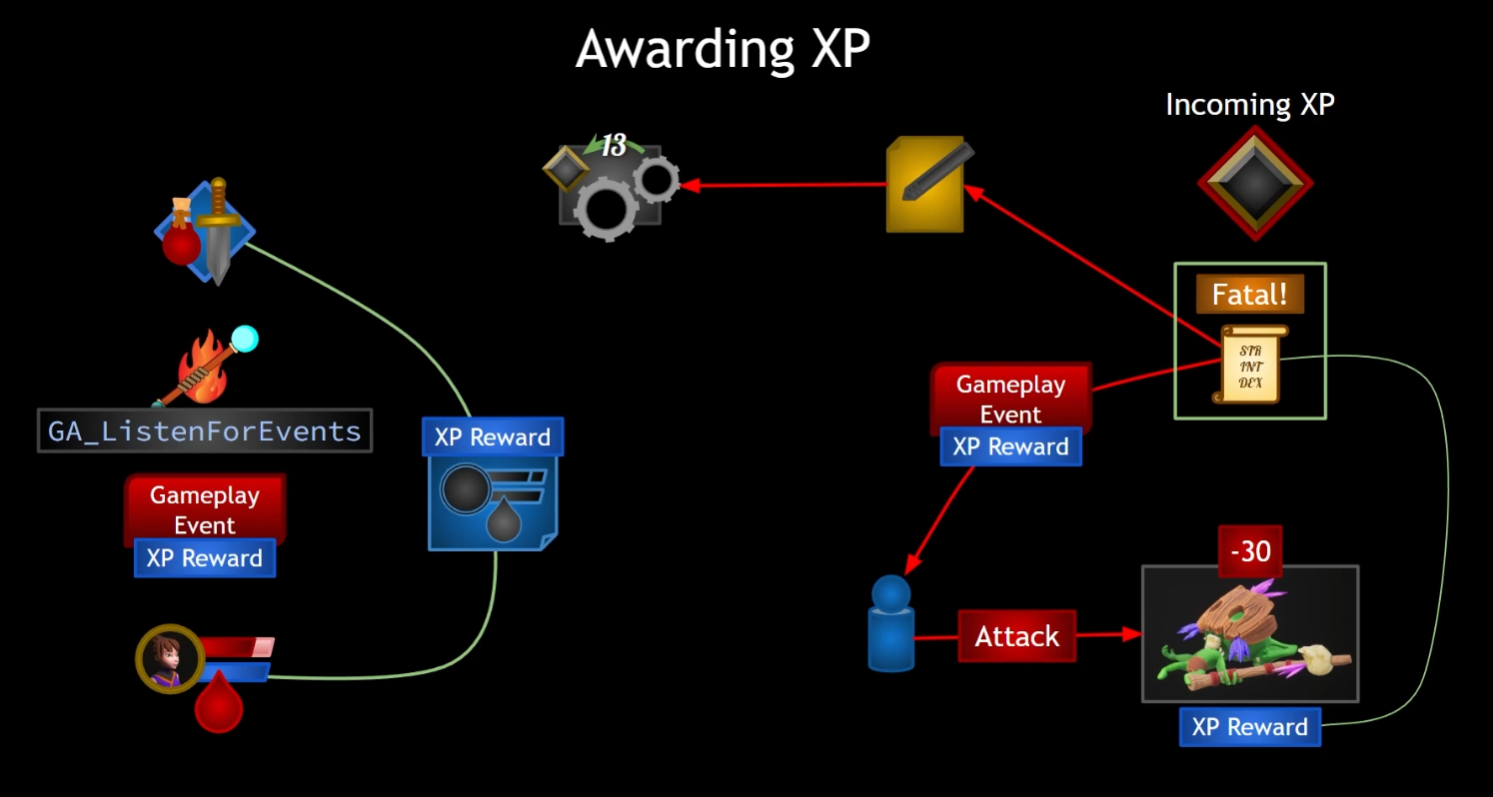 Awarding XP
Incoming XP
13
Fatal!
STR
INT
DEX
Gameplay
Event
XP Reward
GA_ListenForEvents
XP Reward
Gameplay
Event
XP Reward
-30
Attack
XP Reward